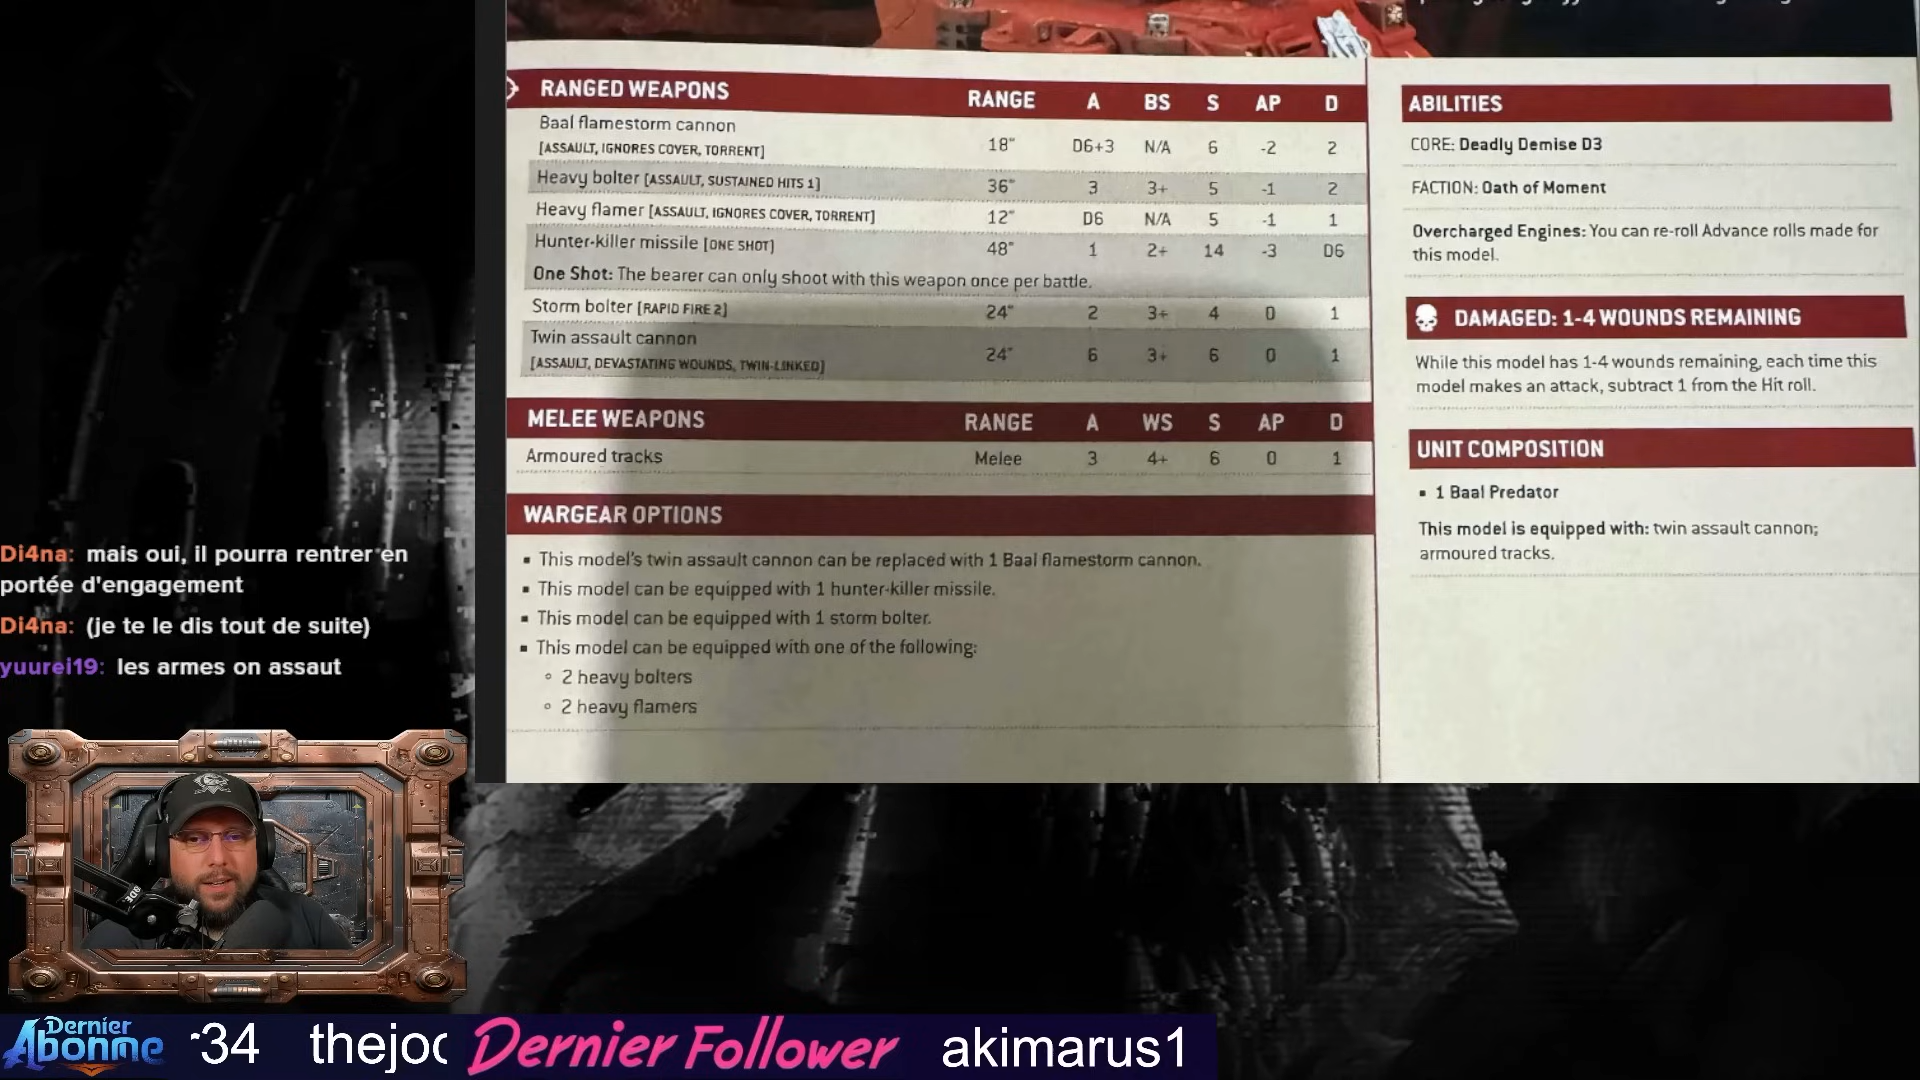 RANGED WEAPONS RANGE A BS S AP D
Baal flamestorm cannon
[ASSAULT, IGNORES COVER, TORRENT] 18" D6+3 N/A 6 -2 2
Heavy bolter [ASSAULT, SUSTAINED HITS 1] 36" 3 3+ 5 -1 2
Heavy flamer [ASSAULT, IGNORES COVER, TORRENT] 12" D6 N/A 5 -1 1
Hunter-killer missile [ONE SHOT] 48" 1 2+ 14 -3 D6
One Shot: The bearer can only shoot with this weapon once per battle.
Storm bolter [RAPID FIRE 2] 24" 2 3+ 4 0 1
Twin assault cannon
[ASSAULT, DEVASTATING WOUNDS, TWIN-LINKED] 24" 6 3+ 6 0 1
MELEE WEAPONS RANGE A WS S AP D
Armoured tracks Melee 3 4+ 6 0 1
WARGEAR OPTIONS
▪ This model's twin assault cannon can be replaced with 1 Baal flamestorm cannon.
▪ This model can be equipped with 1 hunter-killer missile.
▪ This model can be equipped with 1 storm bolter.
▪ This model can be equipped with one of the following:
◦ 2 heavy bolters
◦ 2 heavy flamers
ABILITIES
CORE: Deadly Demise D3
FACTION: Oath of Moment
Overcharged Engines: You can re-roll Advance rolls made for
this model.
DAMAGED: 1-4 WOUNDS REMAINING
While this model has 1-4 wounds remaining, each time this
model makes an attack, subtract 1 from the Hit roll.
UNIT COMPOSITION
▪ 1 Baal Predator
This model is equipped with: twin assault cannon;
armoured tracks.
Di4na: mais oui, il pourra rentrer en
portée d'engagement
Di4na: (je te le dis tout de suite)
yuurei19: les armes on assaut
Dernier
Abonné
r34 thejoc
Dernier Follower
akimarus1